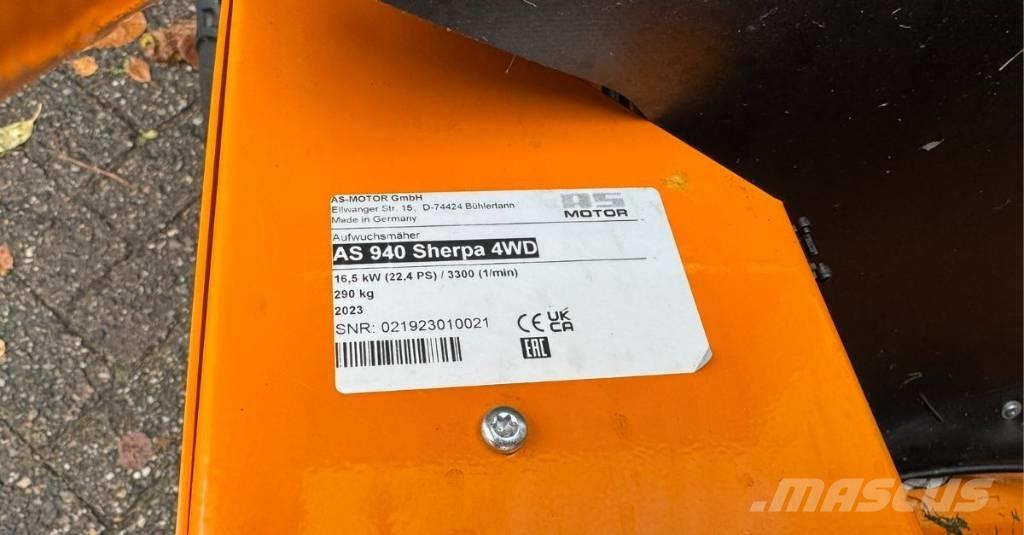 AS-MOTOR GmbH
Ellwanger Str. 15, D-74424 Bühlertann
Made in Germany
AS
MOTOR
Aufwuchsmäher
AS 940 Sherpa 4WD
16,5 kW (22,4 PS) / 3300 (1/min)
290 kg
2023
SNR: 021923010021
CE UK
CA
EAC
MASCUS